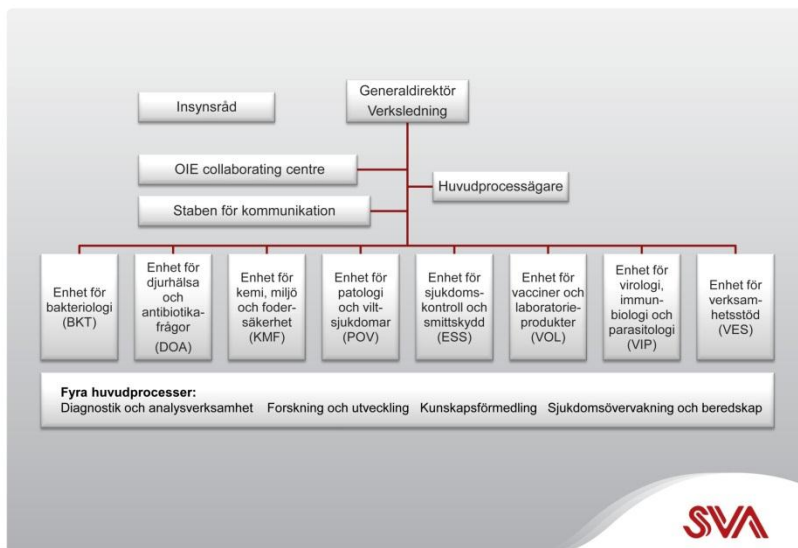 Generaldirektör
Verksledning
Insynsråd
OIE collaborating centre
Huvudprocessägare
Staben för kommunikation
Enhet för
bakteriologi
(BKT)
Enhet för
djurhälsa
och
antibiotika-
frågor
(DOA)
Enhet för
kemi, miljö
och foder-
säkerhet
(KMF)
Enhet för
patologi
och vilt-
sjukdomar
(POV)
Enhet för
sjukdoms-
kontroll och
smittskydd
(ESS)
Enhet för
vacciner och
laboratorie-
produkter
(VOL)
Enhet för
virologi,
immun-
biologi och
parasitologi
(VIP)
Enhet för
verksam-
hetsstöd
(VES)
Fyra huvudprocesser:
Diagnostik och analysverksamhet Forskning och utveckling Kunskapsförmedling Sjukdomsövervakning och beredskap
SVA